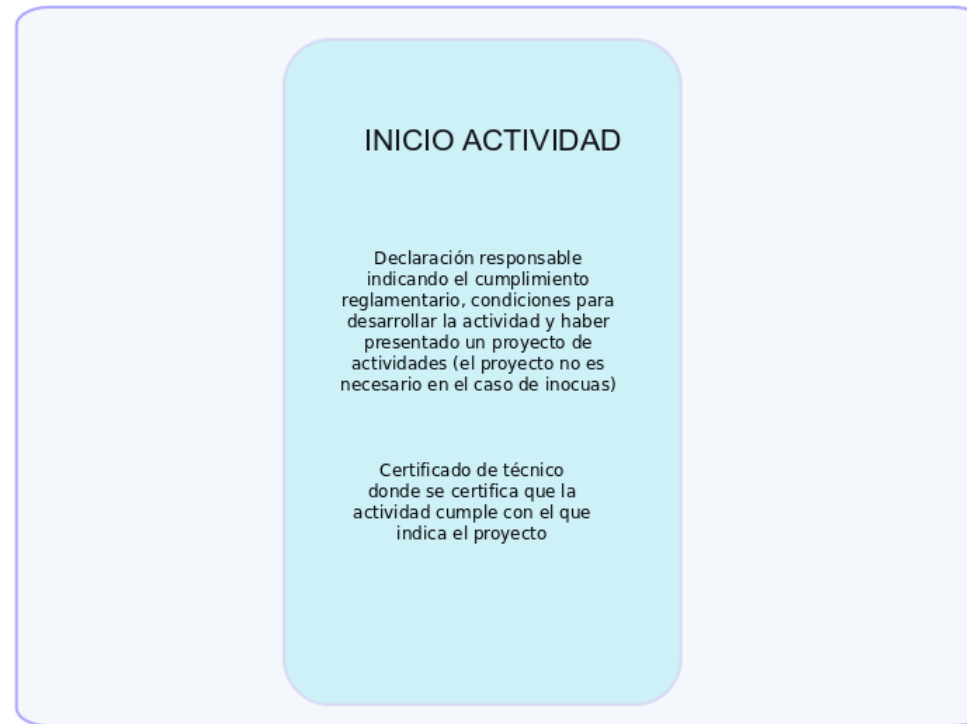 INICIO ACTIVIDAD
Declaración responsable
indicando el cumplimiento
reglamentario, condiciones para
desarrollar la actividad y haber
presentado un proyecto de
actividades (el proyecto no es
necesario en el caso de inocuas)
Certificado de técnico
donde se certifica que la
actividad cumple con el que
indica el proyecto